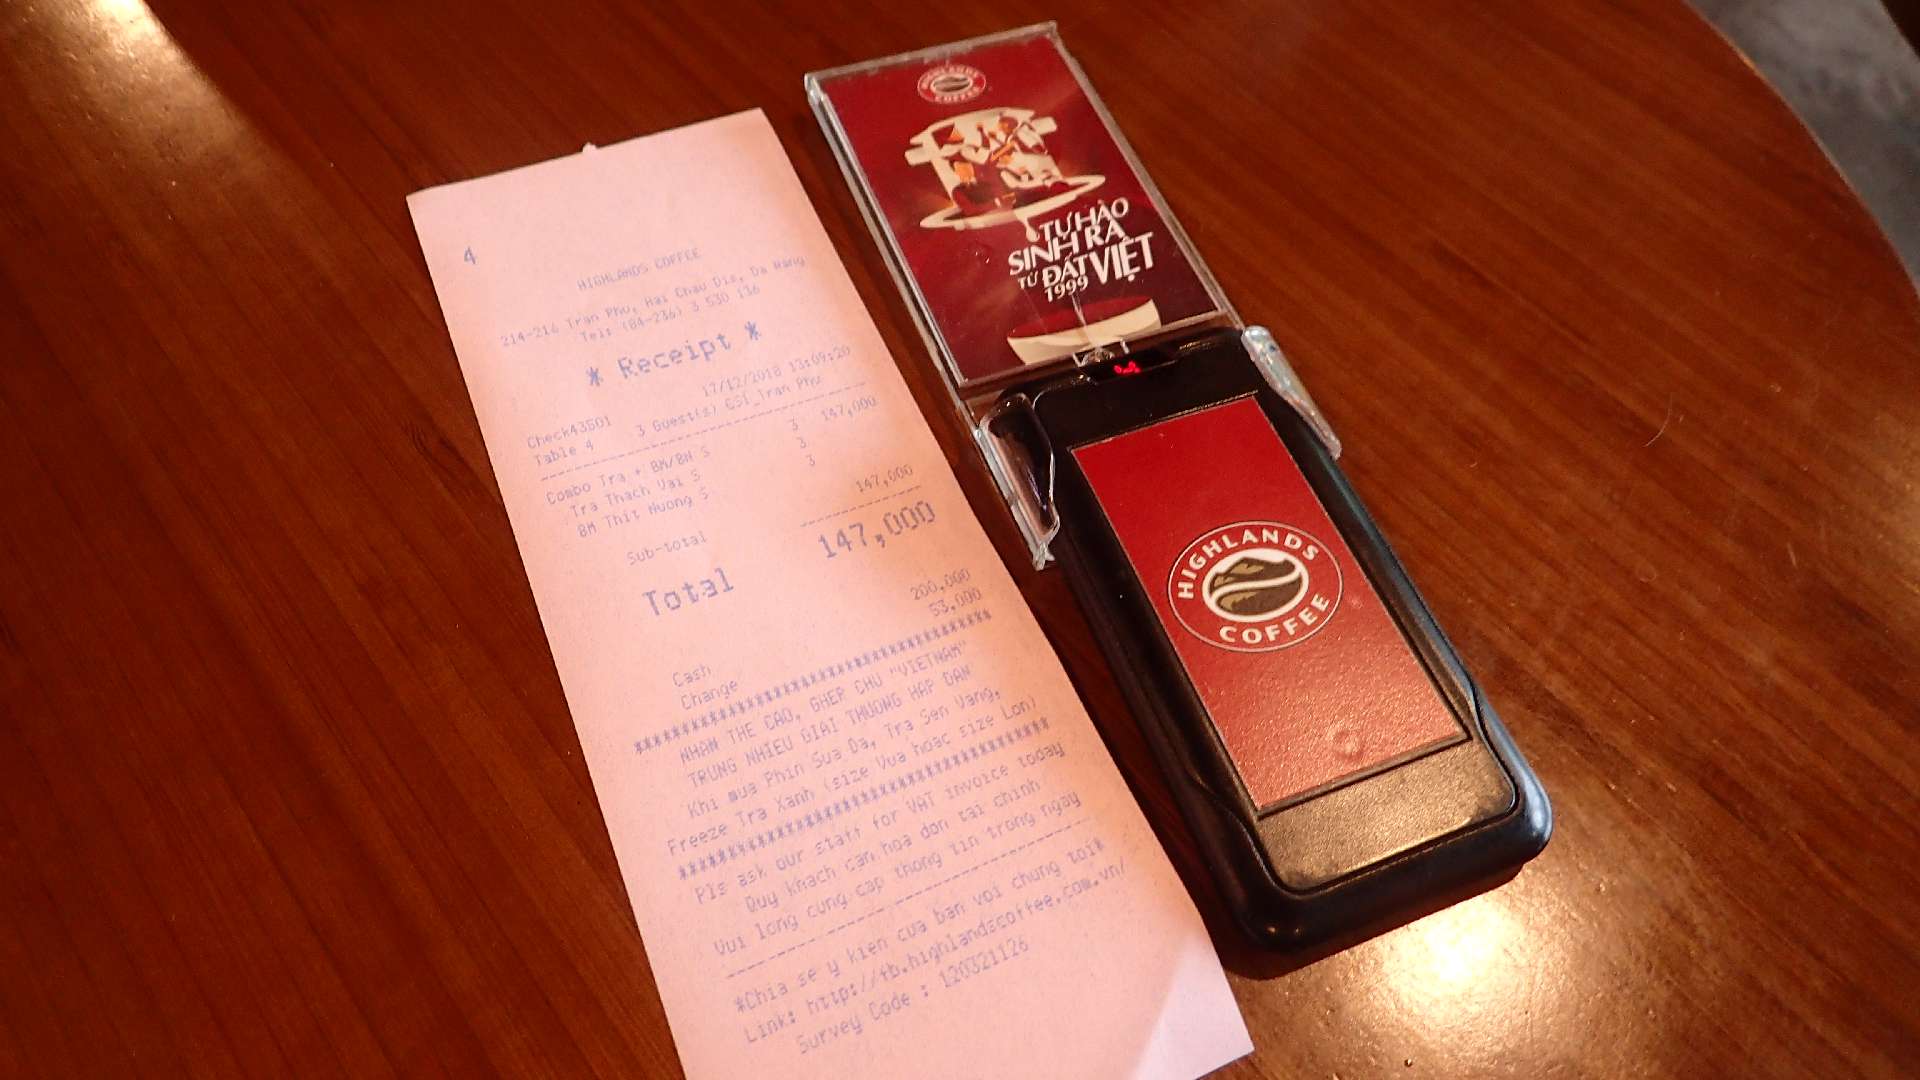 4
HIGHLANDS COFFEE
214-216 Tran Phu, Hai Chau Dis, Da Nang
Tel: (84-236) 3 530 136
* Receipt *
17/12/2018 13:09:20
Check43501 3 Guest(s) CSI_Tran Phu
Table 4
Combo Tra + BM/BN S 3 147,000
Tra Thach Vai S 3
BM Thit Nuong S 3
Sub-total 147,000
Total 147,000
Cash 200,000
Change 53,000
****************************************
NHAN THE CAO, GHEP CHU "VIETNAM"
TRUNG NHIEU GIAI THUONG HAP DAN
Khi mua Phin Sua Da, Tra Sen Vang,
Freeze Tra Xanh (size Vua hoac size Lon)
****************************************
Pls ask our staff for VAT invoice today
Quy khach can hoa don tai chinh
Vui long cung cap thong tin trong ngay
*Chia se y kien cua ban voi chung toi*
Link: http://fb.highlandscoffee.com.vn/
Survey Code : 120321126
HIGHLANDS
COFFEE
TỰ HÀO
SINH RA
TỪ ĐẤT VIỆT
1999
HIGHLANDS
COFFEE